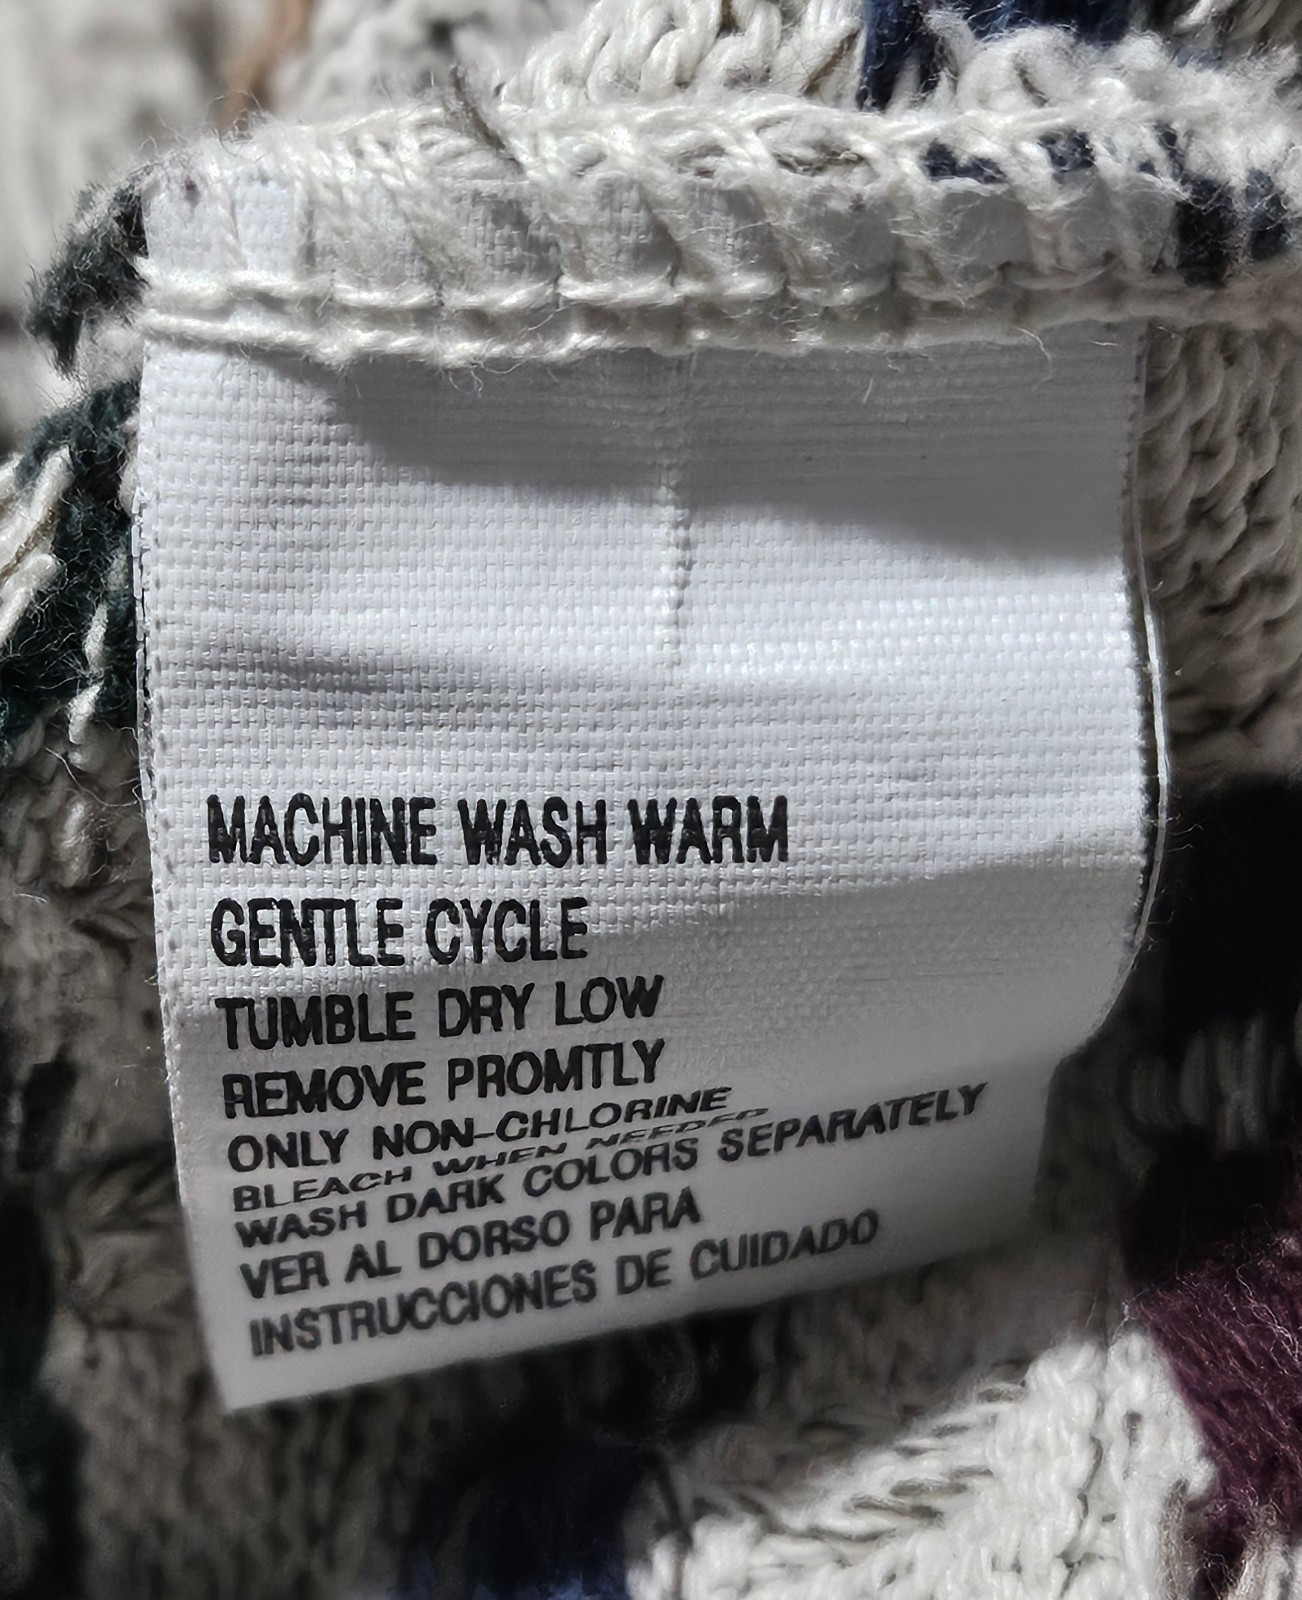 MACHINE WASH WARM
GENTLE CYCLE
TUMBLE DRY LOW
REMOVE PROMTLY
ONLY NON-CHLORINE
BLEACH WHEN NEEDED
WASH DARK COLORS SEPARATELY
VER AL DORSO PARA
INSTRUCCIONES DE CUIDADO